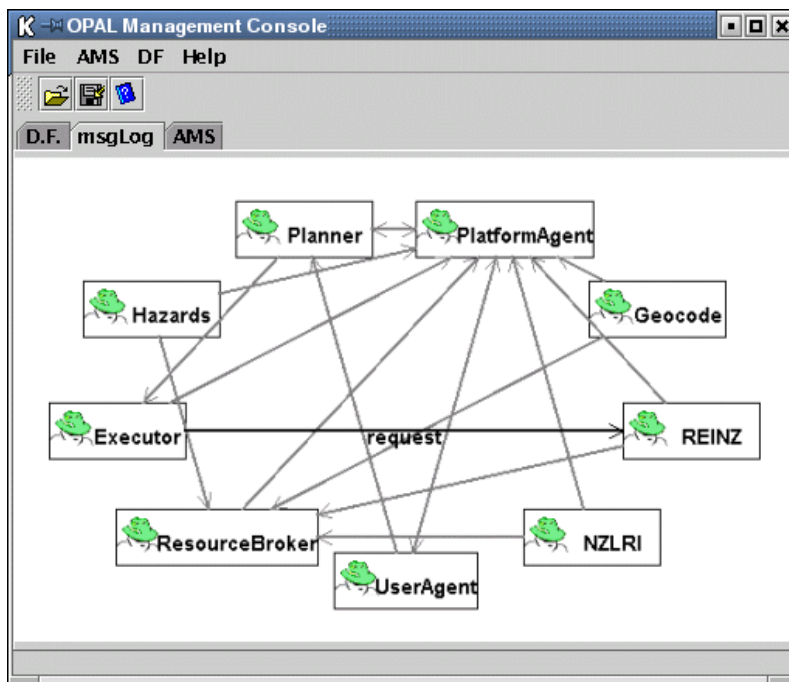 OPAL Management Console
File AMS DF Help
D.F. msgLog AMS
Planner PlatformAgent
Hazards Geocode
Executor request REINZ
ResourceBroker NZLRI
UserAgent